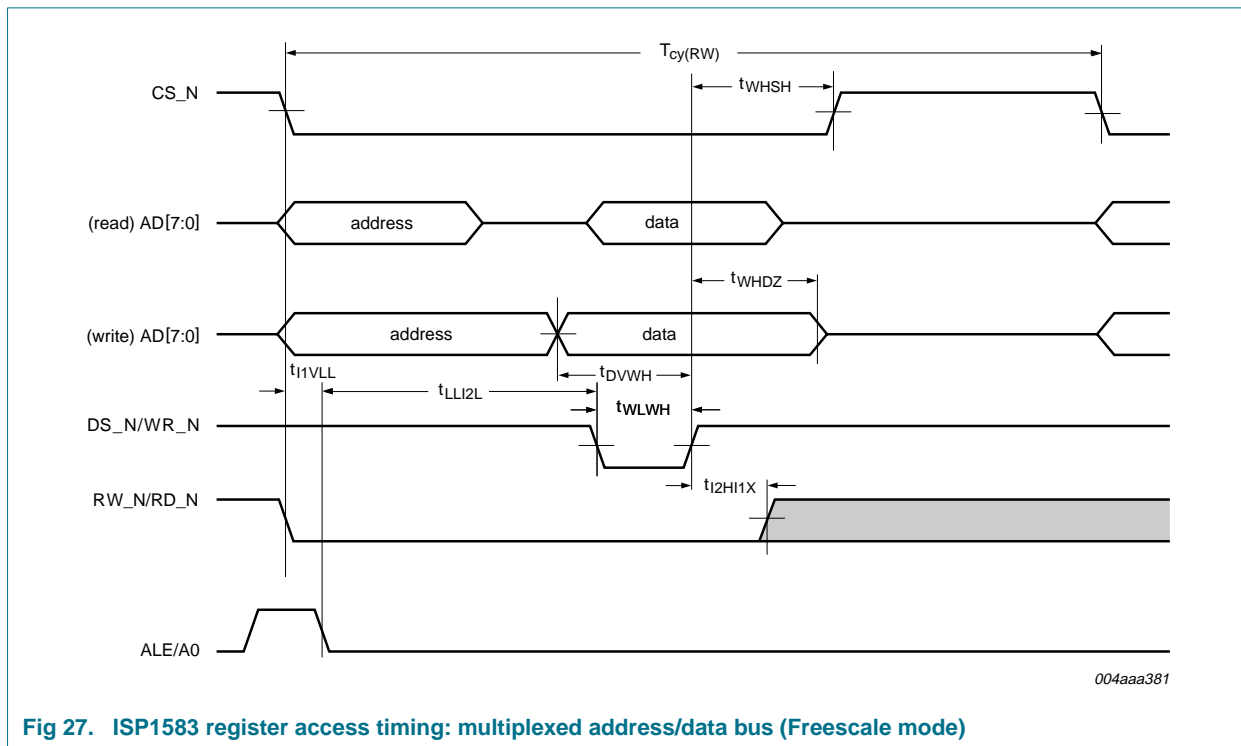 Tcy(RW)
tWHSH
CS_N
(read) AD[7:0]
address
data
tWHDZ
(write) AD[7:0]
address
data
tI1VLL
tLLI2L
tDVWH
tWLWH
DS_N/WR_N
tI2HI1X
RW_N/RD_N
ALE/A0
004aaa381
Fig 27. ISP1583 register access timing: multiplexed address/data bus (Freescale mode)